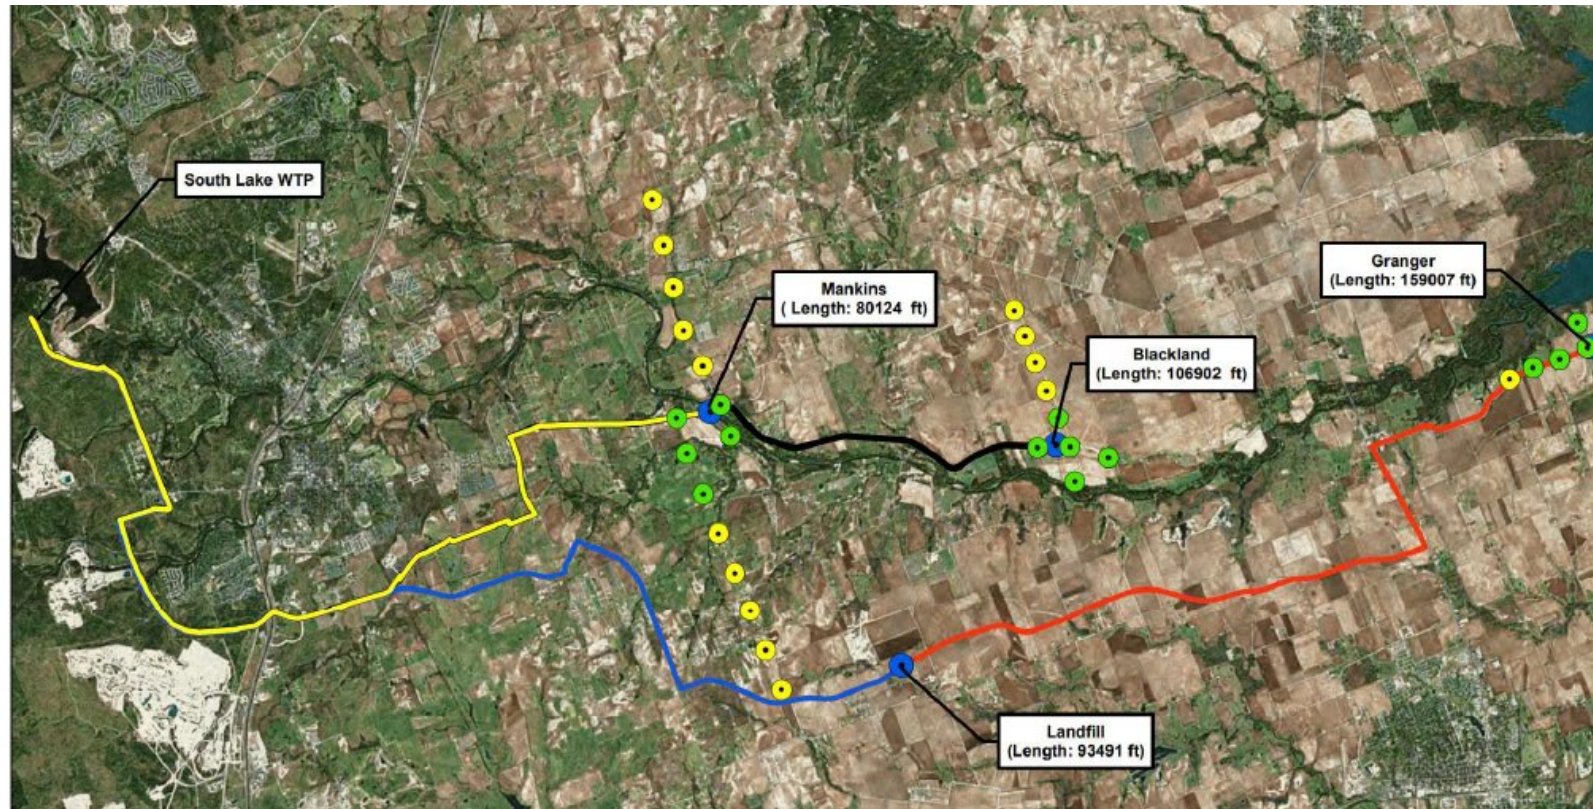 South Lake WTP
Granger
(Length: 159007 ft)
Mankins
( Length: 80124  ft)
Blackland
(Length: 106902  ft)
Landfill
(Length: 93491 ft)